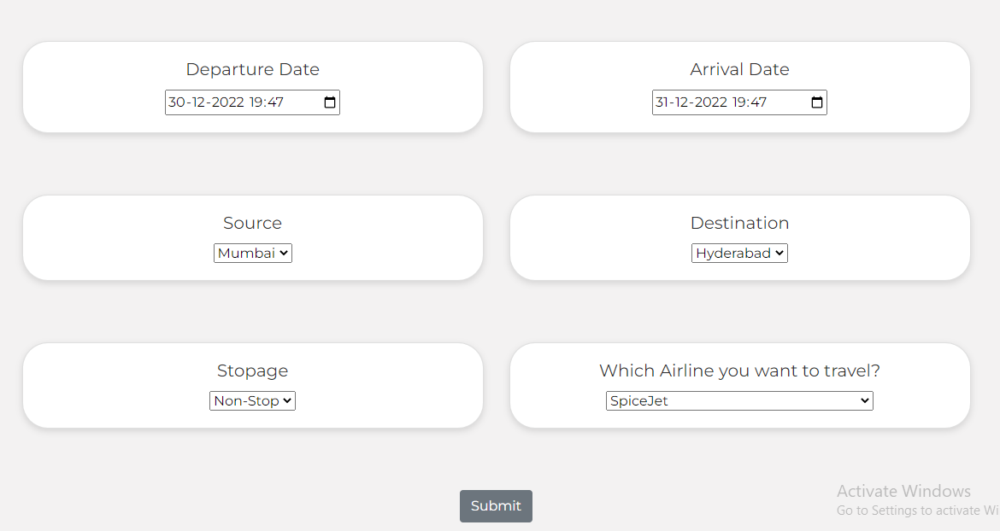 Departure Date
Arrival Date
30-12-2022 19:47
31-12-2022 19:47
Source
Destination
Mumbai
Hyderabad
Stopage
Which Airline you want to travel?
Non-Stop
SpiceJet
Submit
Activate Windows
Go to Settings to activate Wi